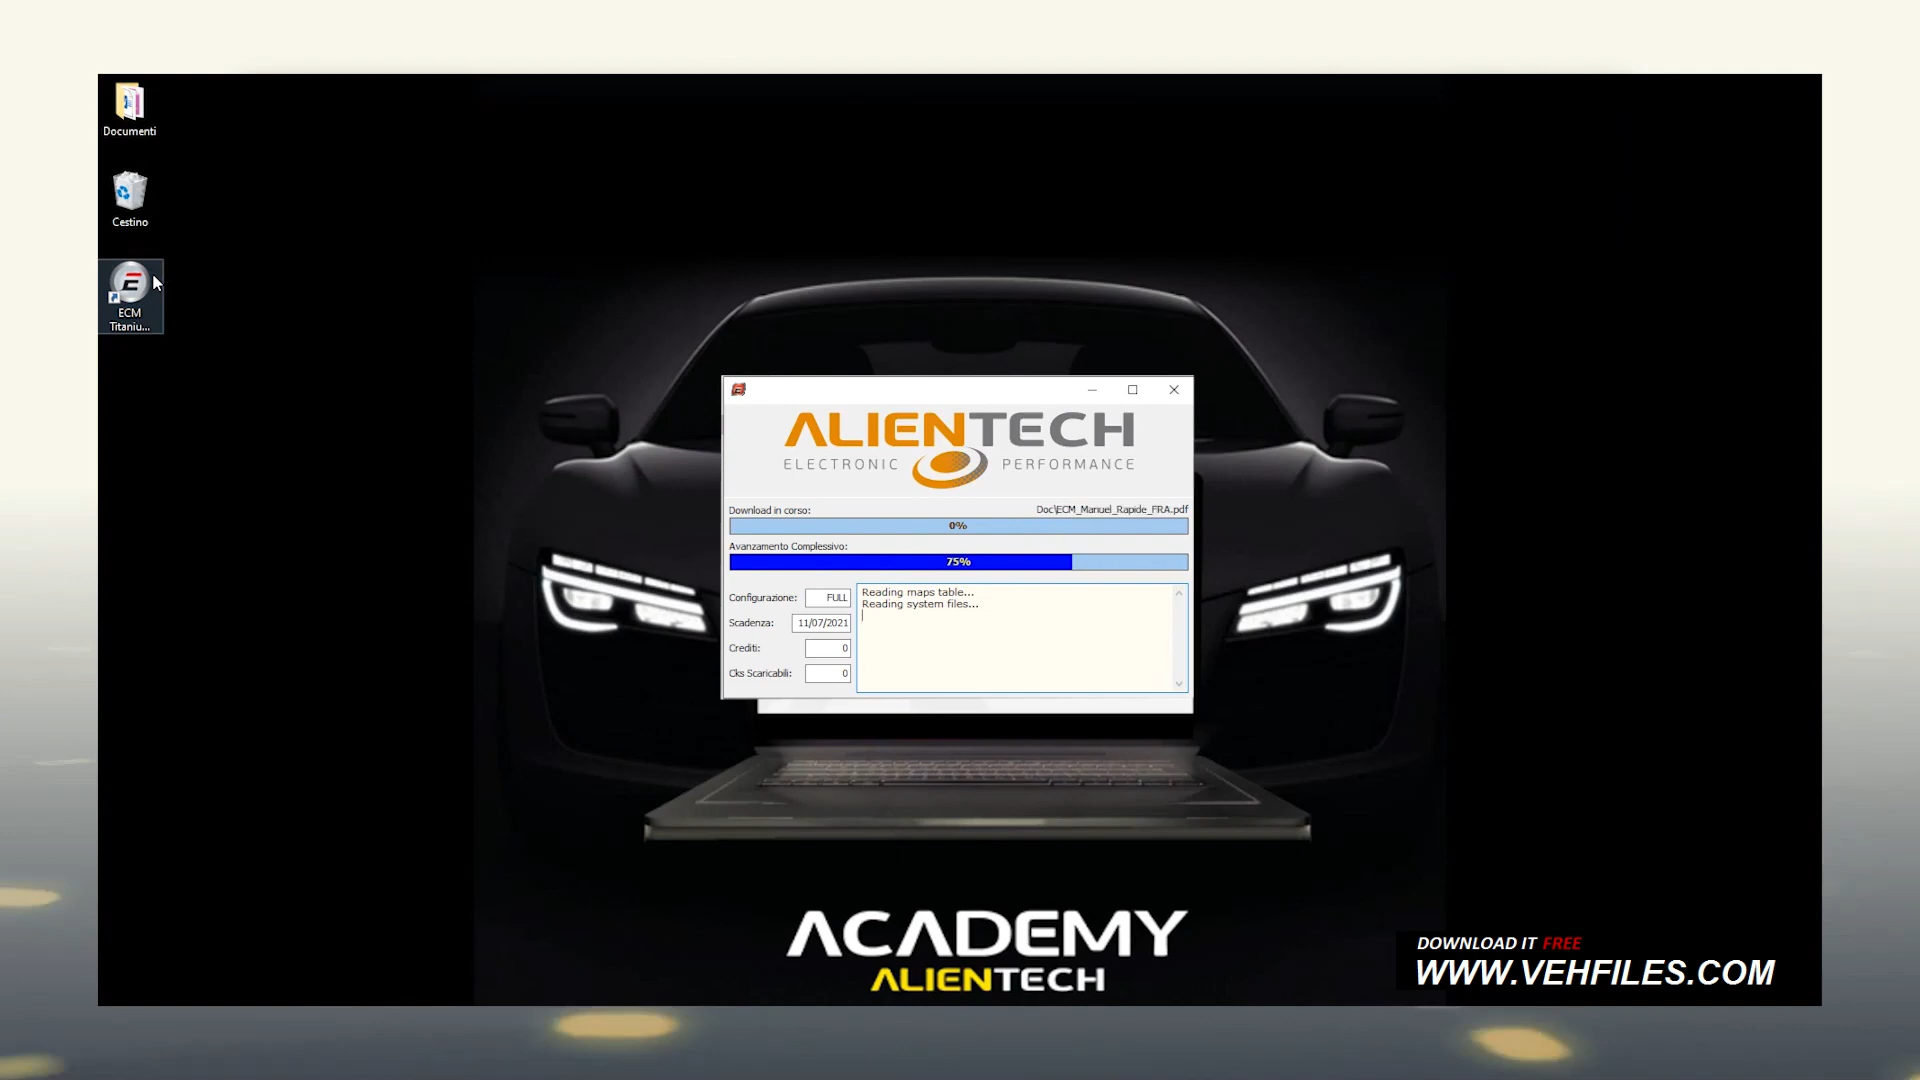 Documenti
Cestino
ECM
Titaniu...
ALIENTECH
ELECTRONIC PERFORMANCE
Download in corso: Doc\ECM_Manuel_Rapide_FRA.pdf
0%
Avanzamento Complessivo:
75%
Configurazione: FULL
Scadenza: 11/07/2021
Crediti: 0
Cks Scaricabili: 0
Reading maps table...
Reading system files...
ACADEMY
ALIENTECH
DOWNLOAD IT FREE
WWW.VEHFILES.COM